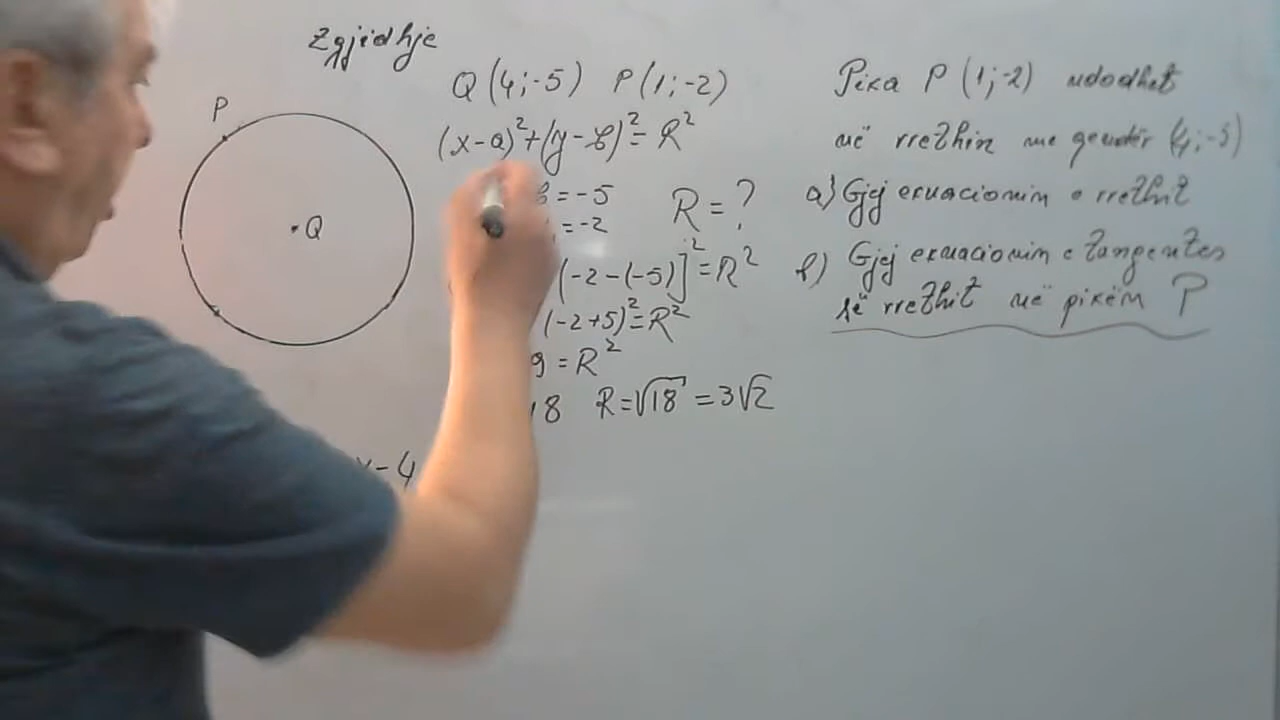 Zgjidhje
P
Q
Q (4;-5) P(1;-2)
(x-a)²+(y-b)²=R²
b=-5
=-2
R=?
(-2-(-5)]²=R²
(-2+5)²=R²
9=R²
18 R=√18=3√2
x-4
Pika P (1;-2) ndodhet
në rrethin me qendër (4;-5)
a) Gjej ekuacionin e rrethit
b) Gjej ekuacionin e tangentes
së rrethit në pikën P